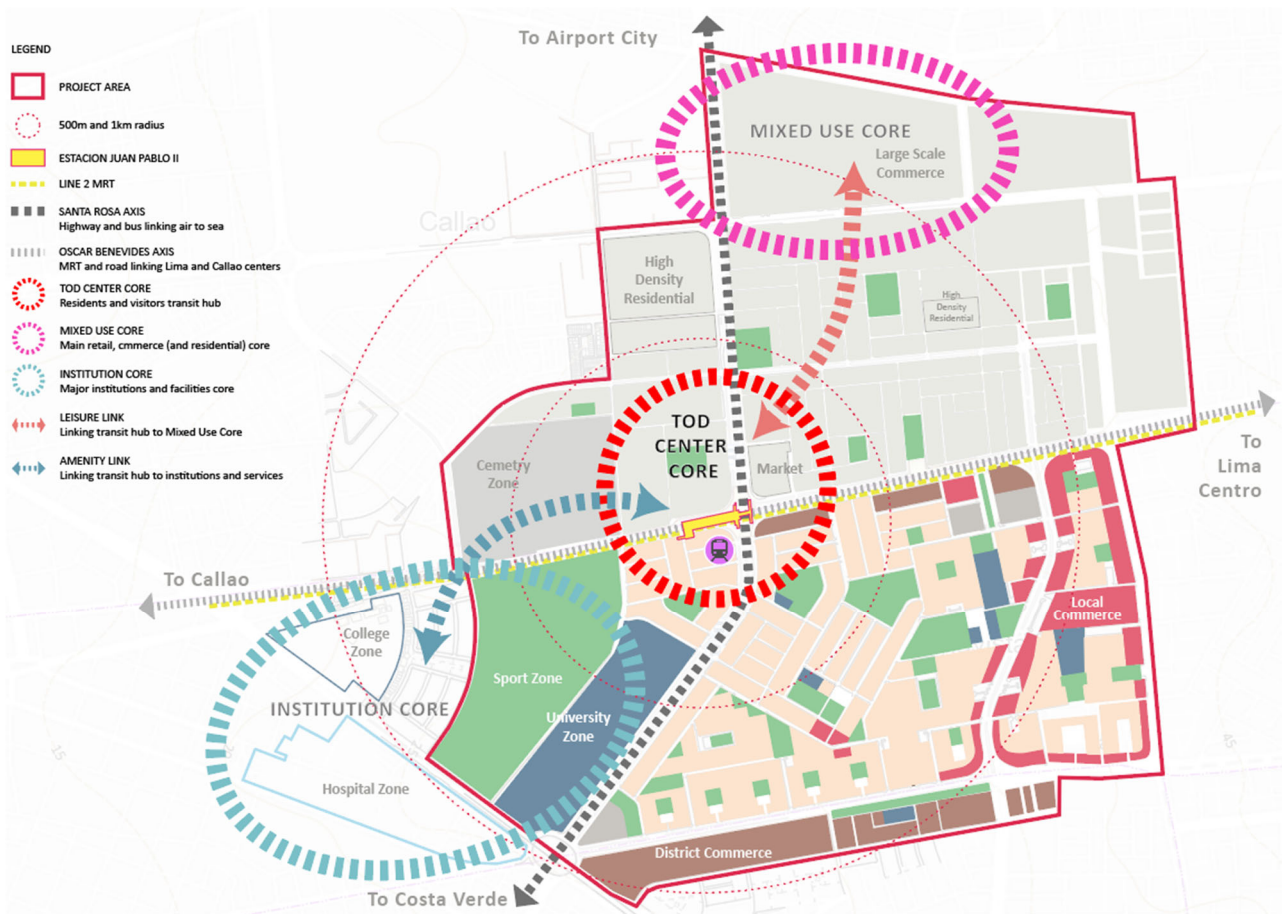 LEGEND
PROJECT AREA
500m and 1km radius
ESTACION JUAN PABLO II
LINE 2 MRT
SANTA ROSA AXIS
Highway and bus linking air to sea
OSCAR BENEVIDES AXIS
MRT and road linking Lima and Callao centers
TOD CENTER CORE
Residents and visitors transit hub
MIXED USE CORE
Main retail, cmmerce (and residential) core
INSTITUTION CORE
Major institutions and facilities core
LEISURE LINK
Linking transit hub to Mixed Use Core
AMENITY LINK
Linking transit hub to institutions and services
To Airport City
MIXED USE CORE
Large Scale
Commerce
Callao
High
Density
Residential
High
Density
Residential
TOD
CENTER
CORE
Market
Cemetry
Zone
To
Lima
Centro
To Callao
College
Zone
Sport Zone
Local
Commerce
INSTITUTION CORE
University
Zone
Hospital Zone
15
45
District Commerce
To Costa Verde